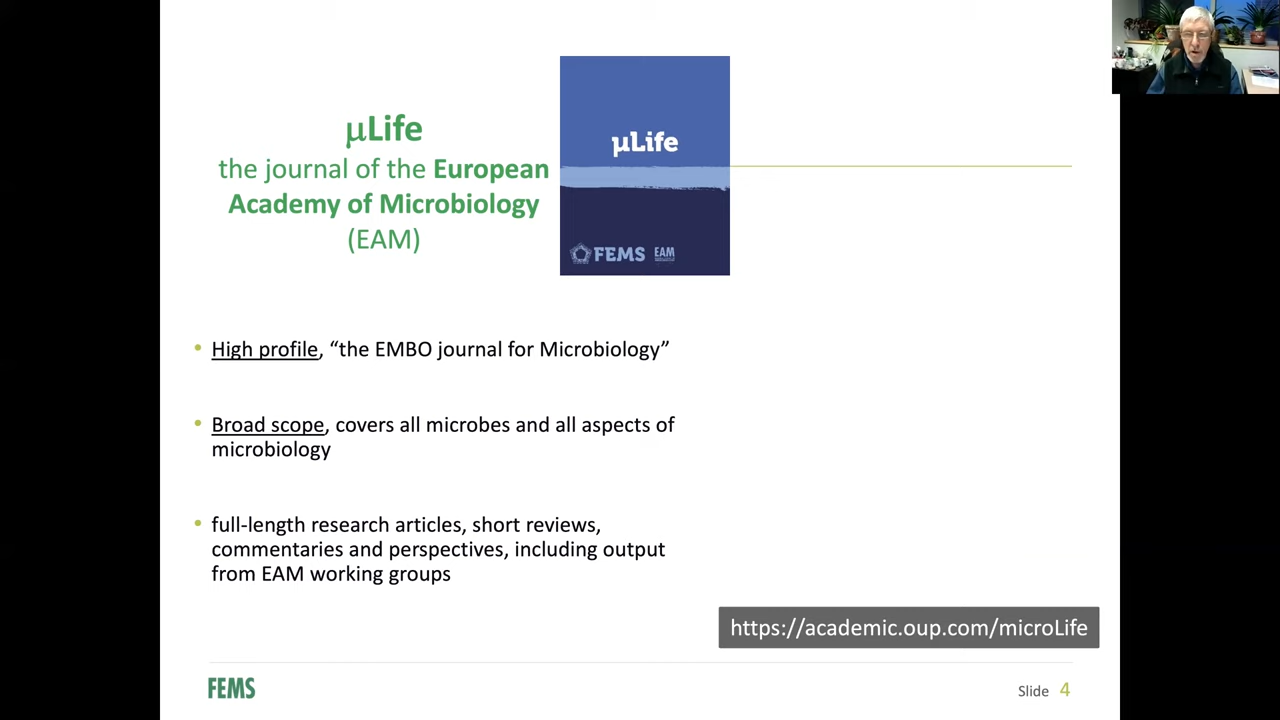 µLife
the journal of the European
Academy of Microbiology
(EAM)
µLife
FEMS EAM
• High profile, “the EMBO journal for Microbiology”
• Broad scope, covers all microbes and all aspects of
microbiology
• full-length research articles, short reviews,
commentaries and perspectives, including output
from EAM working groups
https://academic.oup.com/microLife
FEMS
Slide 4